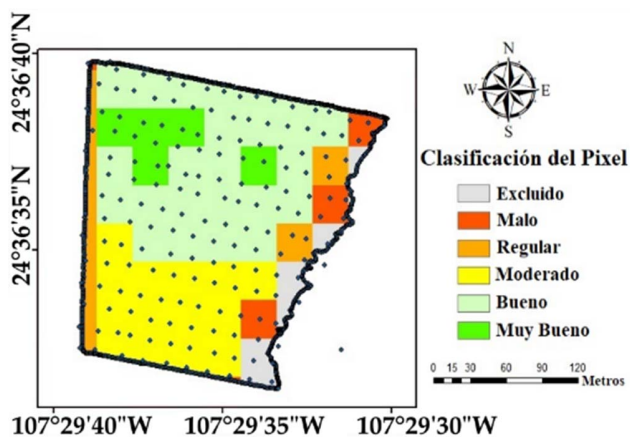 24°36'40"N
24°36'35"N
107°29'40"W
107°29'35"W
107°29'30"W
N
W
E
S
Clasificación del Pixel
Excluido
Malo
Regular
Moderado
Bueno
Muy Bueno
0 15 30 60 90 120
Metros